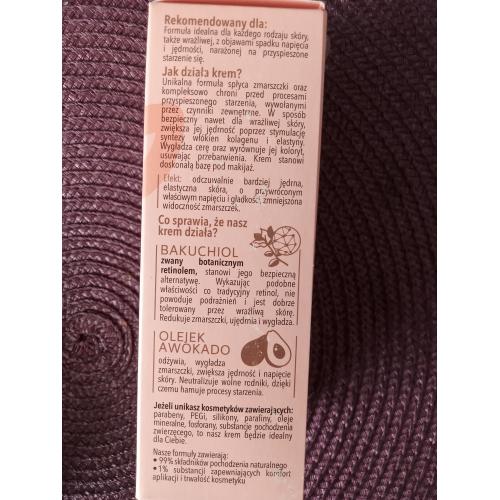 Rekomendowany dla:
Formuła idealna dla każdego rodzaju skóry,
także wrażliwej, z objawami spadku napięcia
i jędrności, narażonej na przyspieszone
starzenie się.
Jak działa krem?
Unikalna formuła spłyca zmarszczki oraz
kompleksowo chroni przed procesami
przyspieszonego starzenia, wywołanymi
przez czynniki zewnętrzne. W sposób
bezpieczny nawet dla wrażliwej skóry,
zwiększa jej jędrność poprzez stymulację
syntezy włókien kolagenu i elastyny.
Wygładza cerę oraz wyrównuje jej koloryt,
usuwając przebarwienia. Krem stanowi
doskonałą bazę pod makijaż.
Efekt: odczuwalnie bardziej jędrna,
elastyczna skóra, o przywróconym
właściwym napięciu i gładkości, zmniejszona
widoczność zmarszczek.
Co sprawia, że nasz
krem działa?
BAKUCHIOL
zwany botanicznym
retinolem, stanowi jego bezpieczną
alternatywę. Wykazując podobne
właściwości co tradycyjny retinol, nie
powoduje podrażnień i jest dobrze
tolerowany przez wrażliwą skórę.
Redukuje zmarszczki, ujędrnia i wygładza.
OLEJEK
AWOKADO
odżywia, wygładza
zmarszczki, zwiększa jędrność i napięcie
skóry. Neutralizuje wolne rodniki, dzięki
czemu hamuje procesy starzenia.
Jeżeli unikasz kosmetyków zawierających:
parabeny, PEGi, silikony, parafiny, oleje
mineralne, fosforany, substancje pochodzenia
zwierzęcego, to nasz krem będzie idealny
dla Ciebie.
Nasze formuły zawierają:
• 99% składników pochodzenia naturalnego
• 1% substancji zapewniających komfort
aplikacji i trwałość kosmetyku